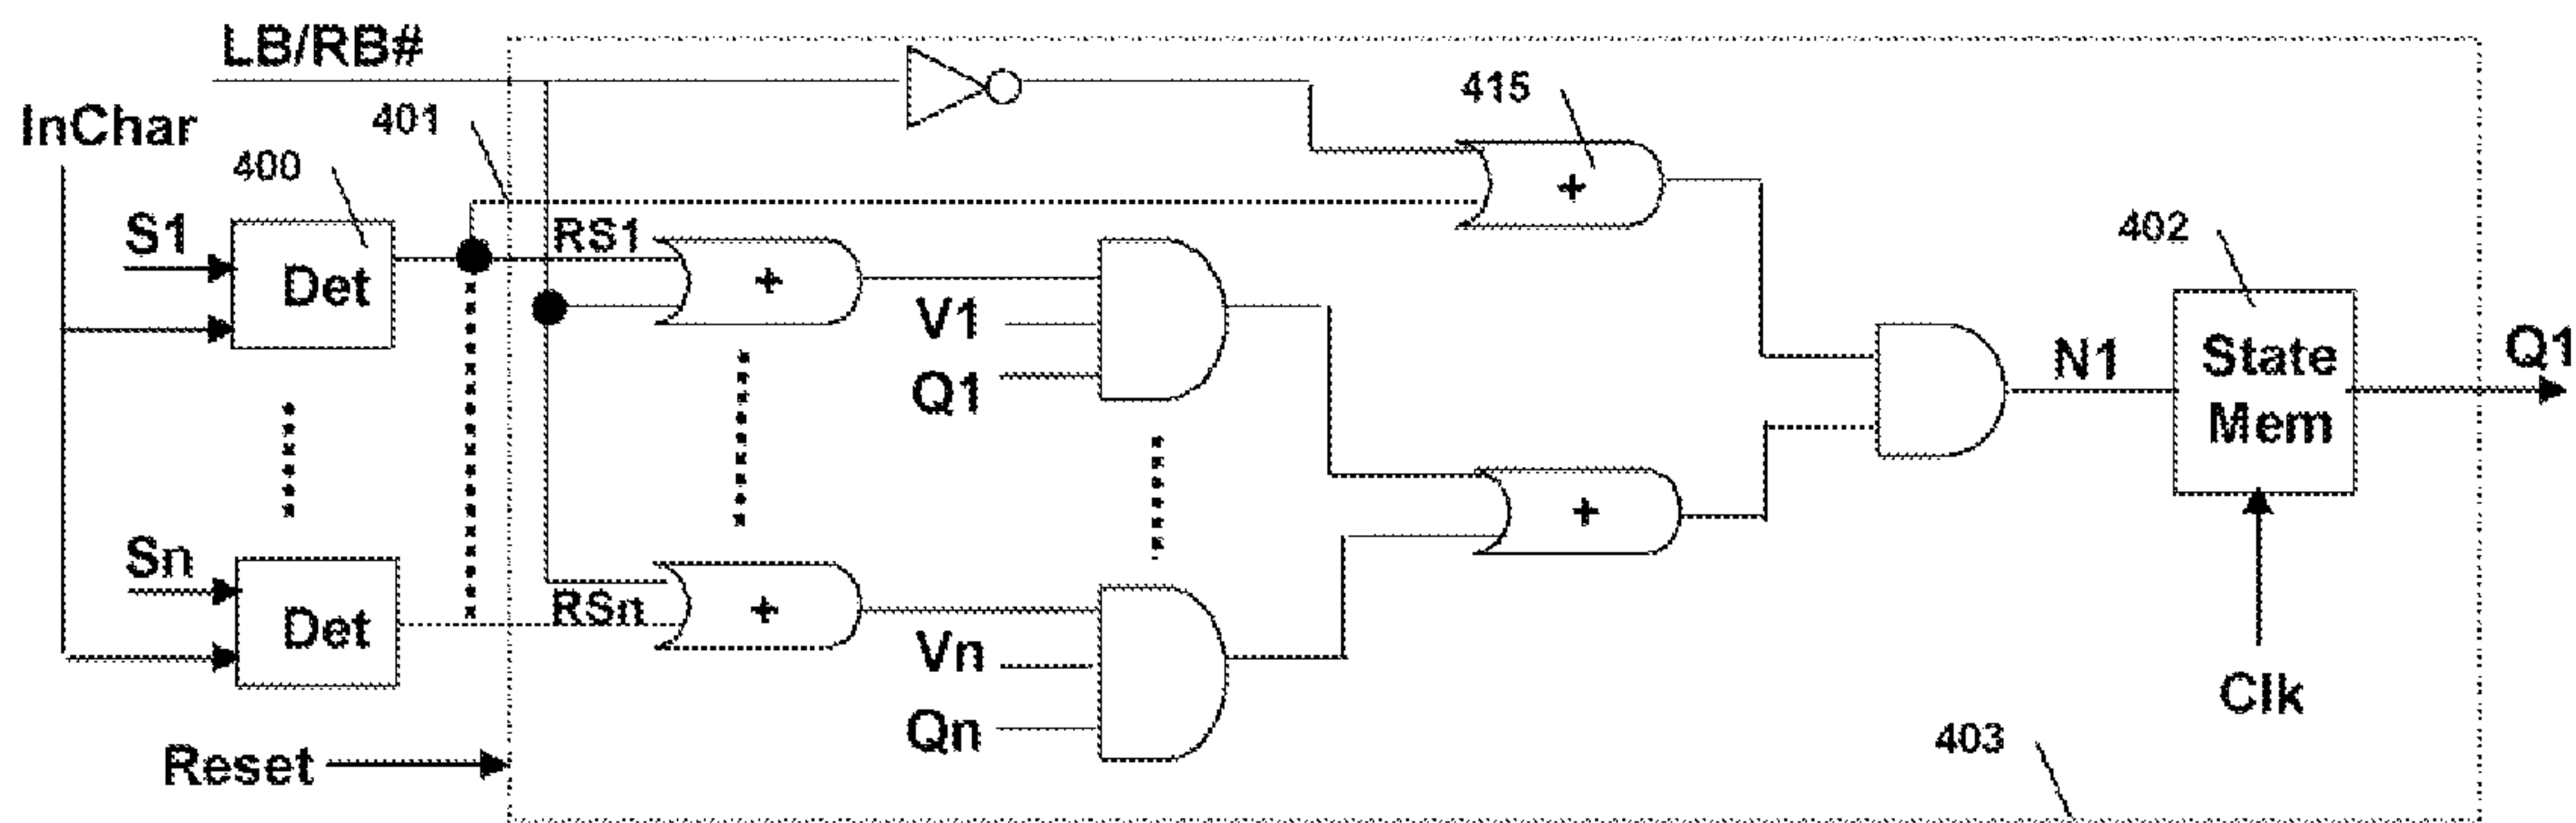 LB/RB#
InChar
401
415
400
S1
Det
RS1
+
+
V1
Q1
402
State
Mem
N1
Q1
Sn
Det
RSn
+
+
Vn
Qn
Clk
Reset
403